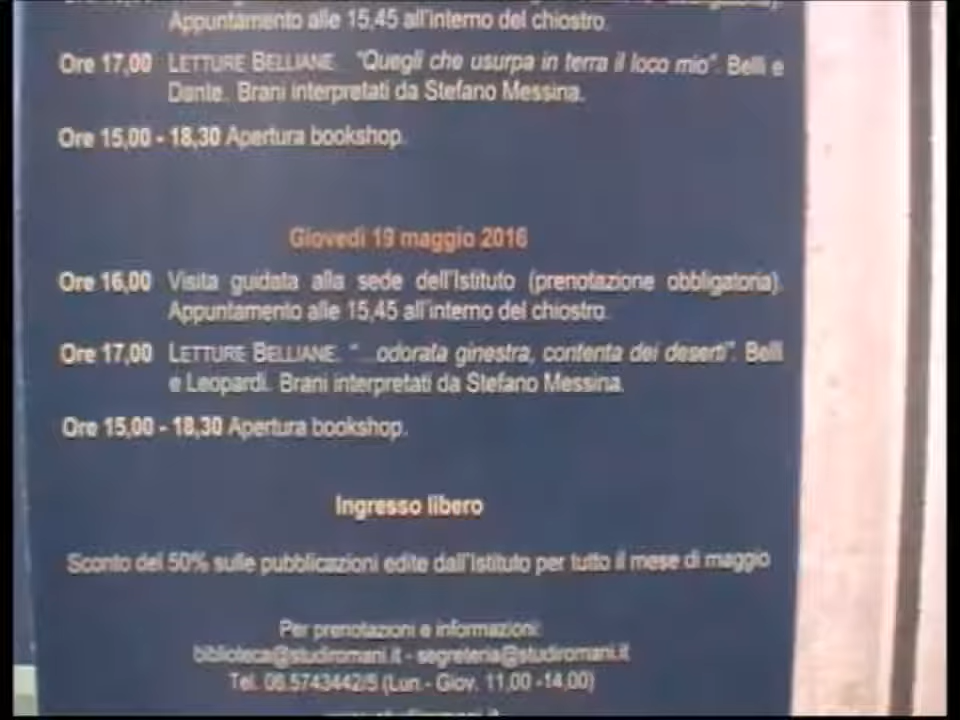 Appuntamento alle 15,45 all'interno del chiostro.
Ore 17,00 LETTURE BELLIANE. "Quegli che usurpa in terra il loco mio". Belli e
Dante. Brani interpretati da Stefano Messina.
Ore 15,00 - 18,30 Apertura bookshop.
Giovedì 19 maggio 2016
Ore 16,00 Visita guidata alla sede dell'Istituto (prenotazione obbligatoria).
Appuntamento alle 15,45 all'interno del chiostro.
Ore 17,00 LETTURE BELLIANE. "...odorata ginestra, contenta dei deserti". Belli
e Leopardi. Brani interpretati da Stefano Messina.
Ore 15,00 - 18,30 Apertura bookshop.
Ingresso libero
Sconto del 50% sulle pubblicazioni edite dall'Istituto per tutto il mese di maggio
Per prenotazioni e informazioni:
biblioteca@studiromani.it - segreteria@studiromani.it
Tel. 06.5743442/5 (Lun.- Giov. 11,00 -14,00)